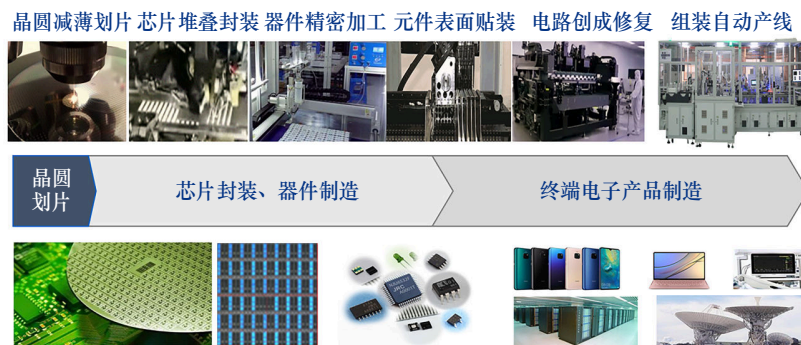 晶圆减薄划片 芯片堆叠封装 器件精密加工 元件表面贴装 电路创成修复 组装自动产线
晶圆
划片
芯片封装、器件制造
终端电子产品制造